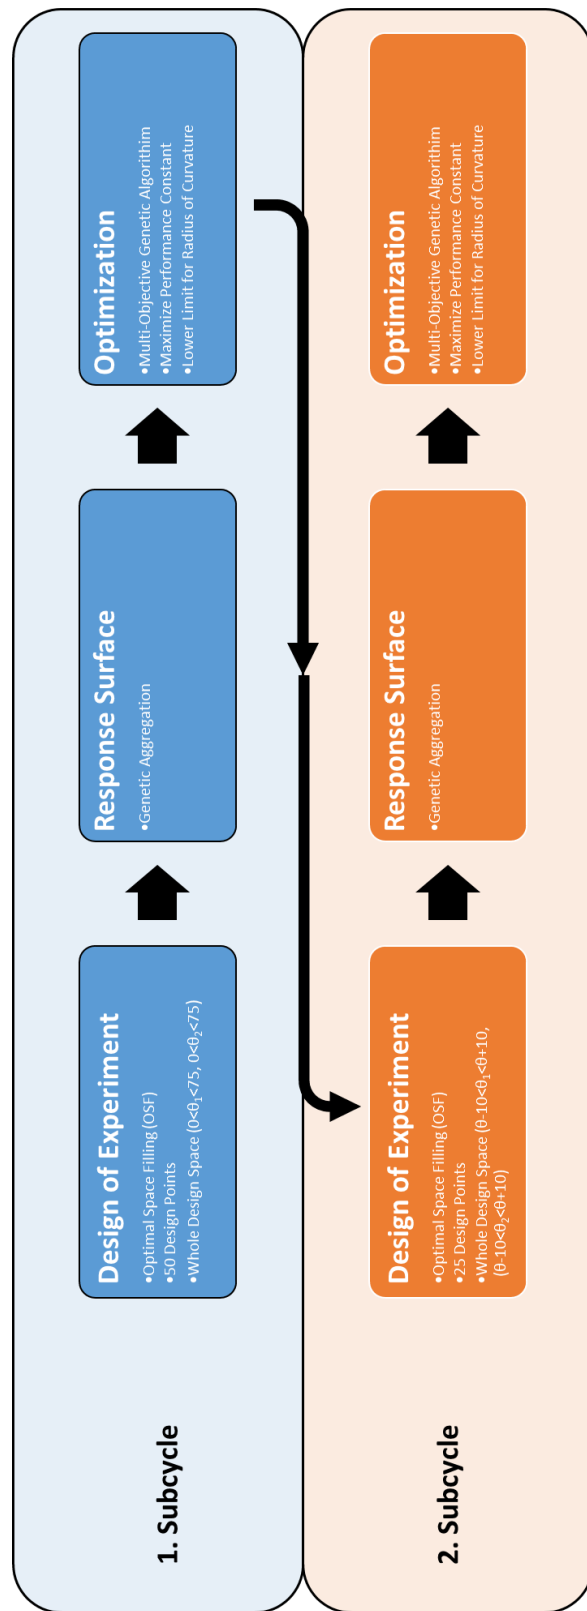 1. Subcycle
Design of Experiment
•Optimal Space Filling (OSF)
•50 Design Points
•Whole Design Space (0<θ₁<75, 0<θ₂<75)
Response Surface
•Genetic Aggregation
Optimization
•Multi-Objective Genetic Algorithim
•Maximize Performance Constant
•Lower Limit for Radius of Curvature
2. Subcycle
Design of Experiment
•Optimal Space Filling (OSF)
•25 Design Points
•Whole Design Space (θ-10<θ₁<θ+10,
(θ-10<θ₂<θ+10)
Response Surface
•Genetic Aggregation
Optimization
•Multi-Objective Genetic Algorithim
•Maximize Performance Constant
•Lower Limit for Radius of Curvature